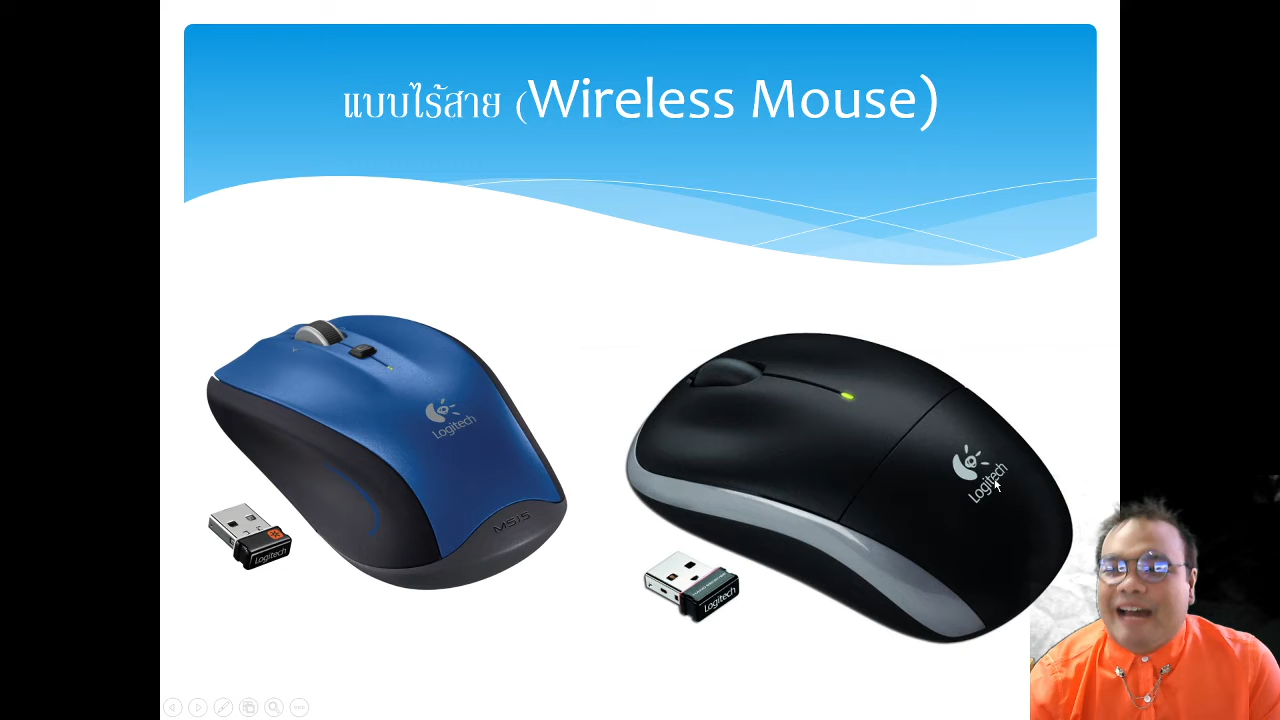 แบบไร้สาย (Wireless Mouse)
Logitech
M515
Logitech
Logitech
Logitech